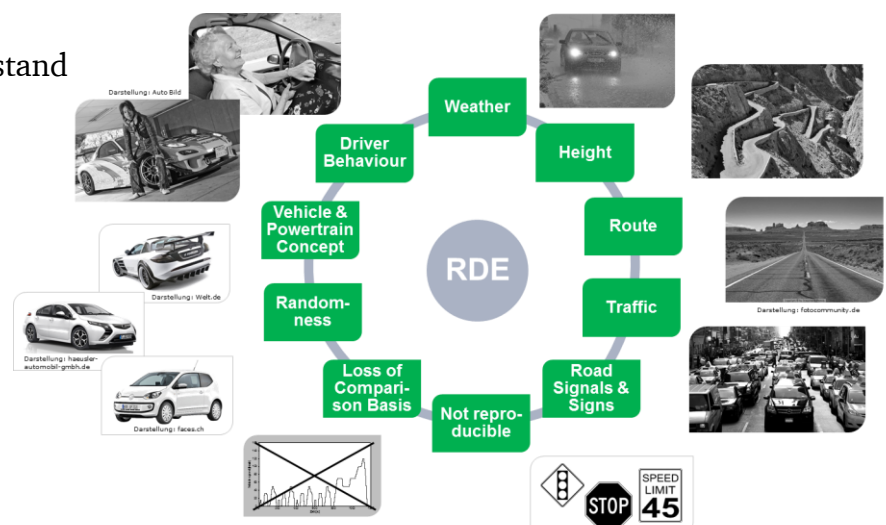 stand
Darstellung: Auto Bild
Weather
Driver
Behaviour
Height
Vehicle &
Powertrain
Concept
Route
RDE
Darstellung: Welt.de
Random-
ness
Traffic
Darstellung: fotocommunity.de
Darstellung: haeusler-
automobil-gmbh.de
Loss of
Compari-
son Basis
Road
Signals &
Signs
Not repro-
ducible
Darstellung: faces.ch
STOP
SPEED
LIMIT
45